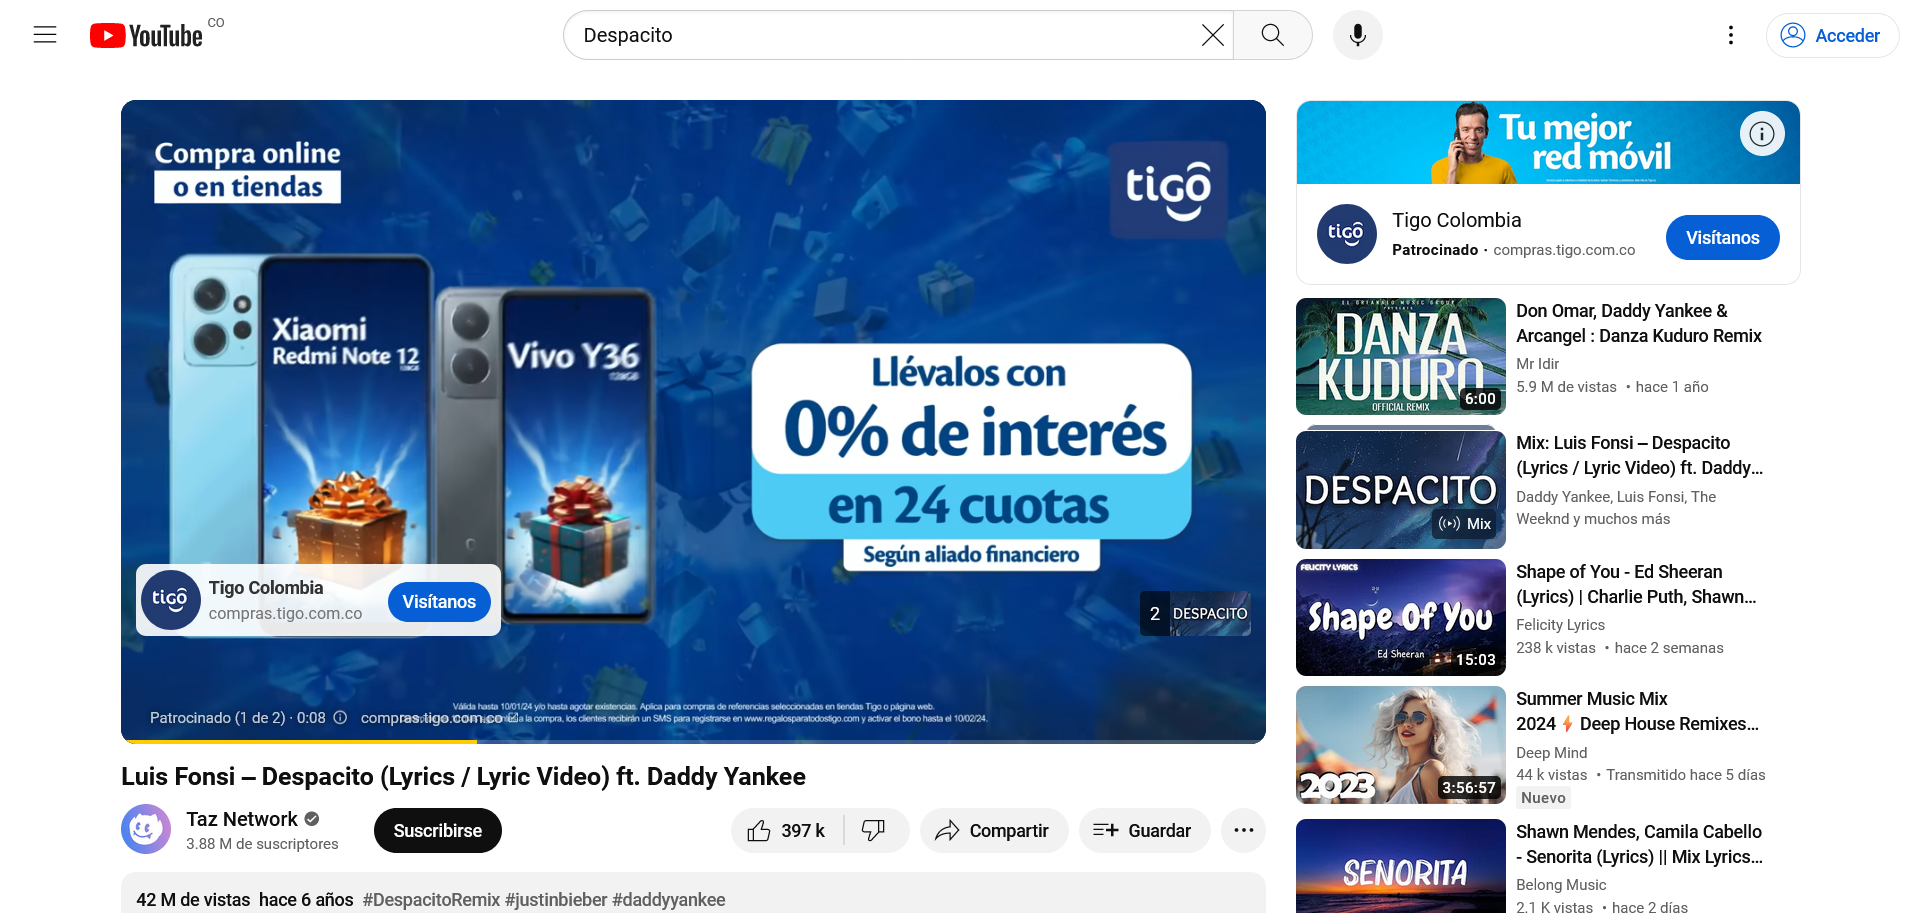 YouTube
CO
Despacito
Acceder
Compra online
o en tiendas
tigo
Xiaomi
Redmi Note 12
128GB
Vivo Y36
128GB
Llévalos con
0% de interés
en 24 cuotas
Según aliado financiero
tigo
Tigo Colombia
compras.tigo.com.co
Visítanos
2
DESPACITO
Válida hasta 10/01/24 y/o hasta agotar existencias. Aplica para compras de referencias seleccionadas en tiendas Tigo o página web.
a la compra, los clientes recibirán un SMS para registrarse en www.regalosparatodostigo.com y activar el bono hasta el 10/02/24.
Patrocinado (1 de 2) · 0:08
compras.tigo.com.co
Luis Fonsi ‒ Despacito (Lyrics / Lyric Video) ft. Daddy Yankee
Taz Network
3.88 M de suscriptores
Suscribirse
397 k
Compartir
Guardar
42 M de vistas hace 6 años #DespacitoRemix #justinbieber #daddyyankee
Tu mejor
red móvil
tigo
Tigo Colombia
Patrocinado · compras.tigo.com.co
Visítanos
DANZA
KUDURO
OFFICIAL REMIX
6:00
Don Omar, Daddy Yankee &
Arcangel : Danza Kuduro Remix
Mr Idir
5.9 M de vistas • hace 1 año
DESPACITO
Mix
Mix: Luis Fonsi ‒ Despacito
(Lyrics / Lyric Video) ft. Daddy...
Daddy Yankee, Luis Fonsi, The
Weeknd y muchos más
FELICITY LYRICS
Shape Of You
Ed Sheeran
15:03
Shape of You - Ed Sheeran
(Lyrics) | Charlie Puth, Shawn...
Felicity Lyrics
238 k vistas • hace 2 semanas
2023
3:56:57
Summer Music Mix
2024⚡Deep House Remixes...
Deep Mind
44 k vistas • Transmitido hace 5 días
Nuevo
SENORITA
Shawn Mendes, Camila Cabello
- Senorita (Lyrics) || Mix Lyrics...
Belong Music
2.1 K vistas • hace 2 días